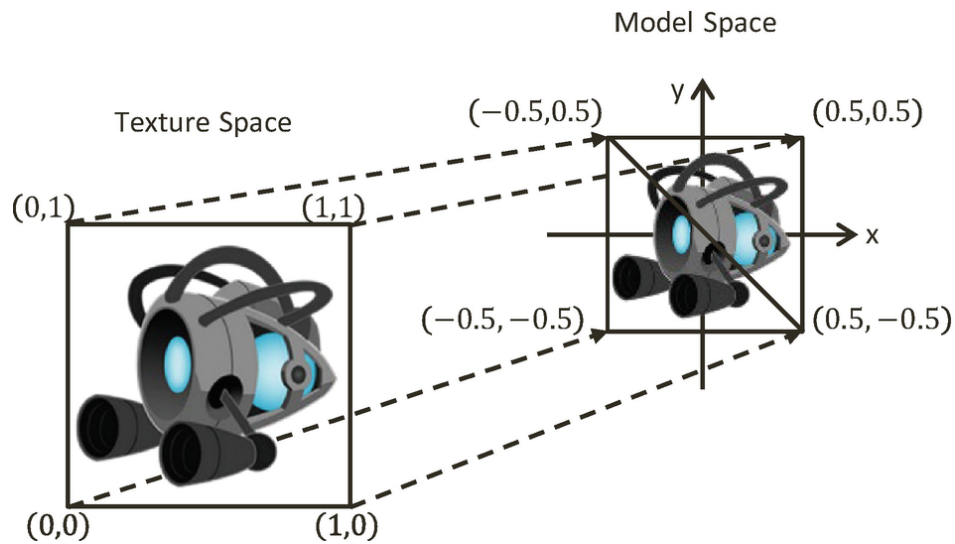 Model Space
y
(−0.5,0.5)
(0.5,0.5)
Texture Space
(0,1)
(1,1)
x
(−0.5, −0.5)
(0.5, −0.5)
(0,0)
(1,0)